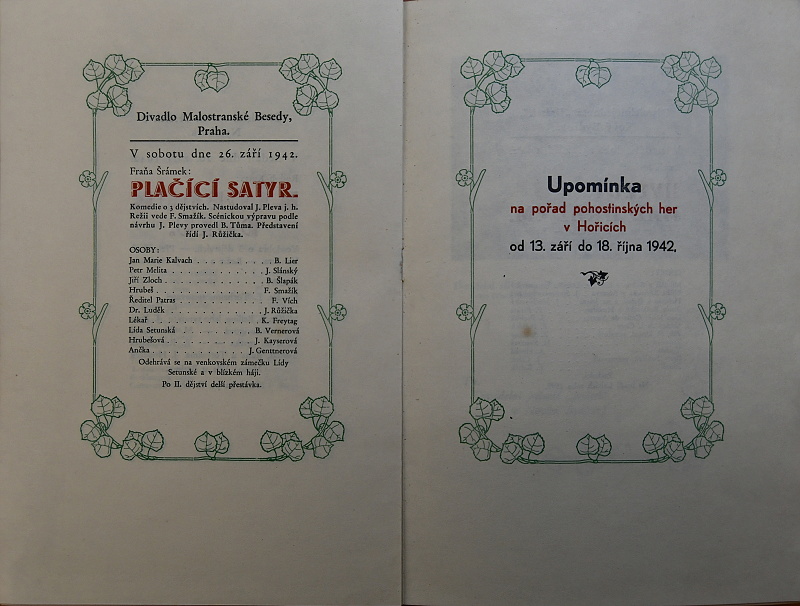 Divadlo Malostranské Besedy,
Praha.
V sobotu dne 26. září 1942.
Fraňa Šrámek:
PLAČÍCÍ SATYR.
Komedie o 3 dějstvích. Nastudoval J. Pleva j. h.
Režii vede F. Smažík. Scénickou výpravu podle
návrhu J. Plevy provedl B. Tůma. Představení
řídí J. Růžička.
OSOBY:
Jan Marie Kalvach . . . . . . . . . B. Lier
Petr Melita . . . . . . . . . . . . J. Slánský
Jiří Zloch . . . . . . . . . . . . . B. Šlapák
Hrubeš . . . . . . . . . . . . . F. Smažík
Ředitel Patras . . . . . . . . . . . F. Vích
Dr. Luděk . . . . . . . . . . . . . J. Růžička
Lékař . . . . . . . . . . . . . . K. Freytag
Lída Setunská . . . . . . . . . B. Vernerová
Hrubešová . . . . . . . . . . J. Kayserová
Ančka . . . . . . . . . . . . J. Genttnerová
Odehrává se na venkovském zámečku Lídy
Setunské a v blízkém háji.
Po II. dějství delší přestávka.
Upomínka
na pořad pohostinských her
v Hořicích
od 13. září do 18. října 1942.